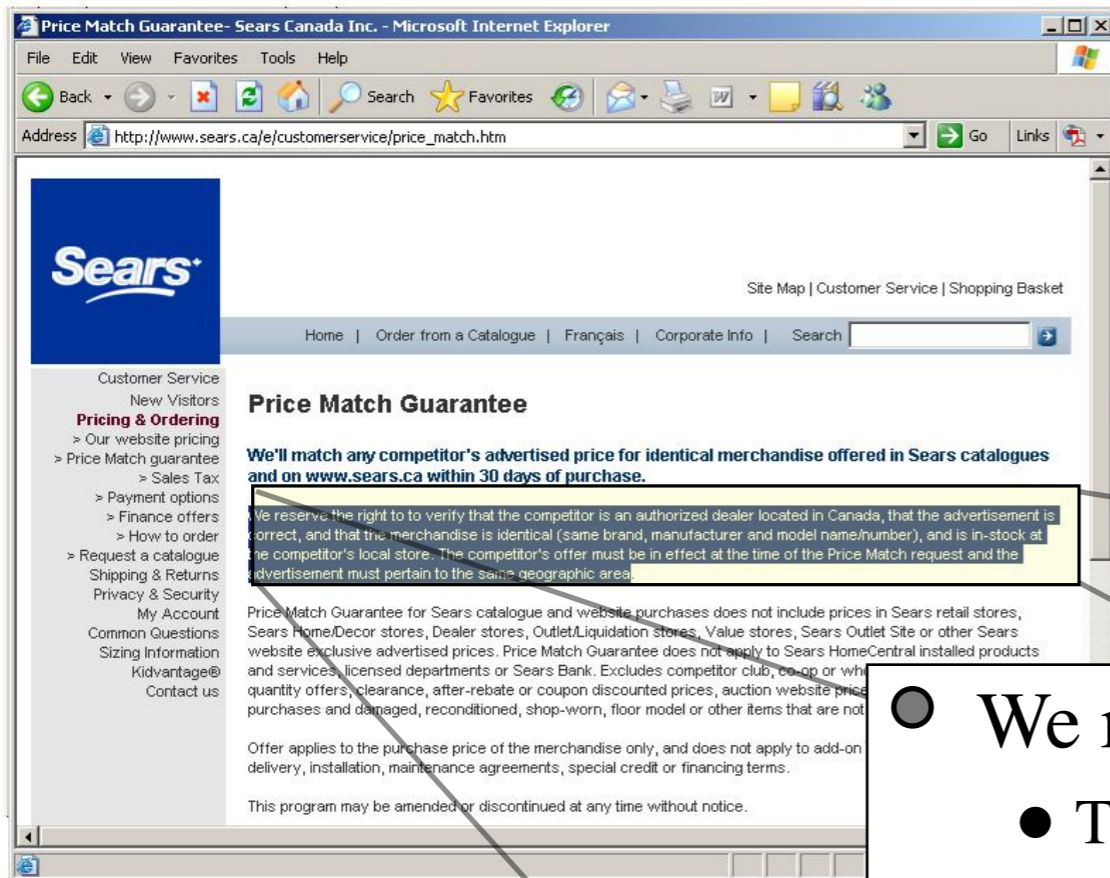 Price Match Guarantee- Sears Canada Inc. - Microsoft Internet Explorer
File Edit View Favorites Tools Help
Back Search Favorites
Address http://www.sears.ca/e/customerservice/price_match.htm Go Links
Sears
Site Map | Customer Service | Shopping Basket
Home | Order from a Catalogue | Français | Corporate Info | Search
Customer Service
New Visitors
Pricing & Ordering
> Our website pricing
> Price Match guarantee
> Sales Tax
> Payment options
> Finance offers
> How to order
> Request a catalogue
Shipping & Returns
Privacy & Security
My Account
Common Questions
Sizing Information
Kidvantage®
Contact us
Price Match Guarantee
We'll match any competitor's advertised price for identical merchandise offered in Sears catalogues
and on www.sears.ca within 30 days of purchase.
We reserve the right to to verify that the competitor is an authorized dealer located in Canada, that the advertisement is
correct, and that the merchandise is identical (same brand, manufacturer and model name/number), and is in-stock at
the competitor's local store. The competitor's offer must be in effect at the time of the Price Match request and the
advertisement must pertain to the same geographic area.
Price Match Guarantee for Sears catalogue and website purchases does not include prices in Sears retail stores,
Sears Home/Decor stores, Dealer stores, Outlet/Liquidation stores, Value stores, Sears Outlet Site or other Sears
website exclusive advertised prices. Price Match Guarantee does not apply to Sears HomeCentral installed products
and services, licensed departments or Sears Bank. Excludes competitor club, co-op or
quantity offers, clearance, after-rebate or coupon discounted prices, auction website
purchases and damaged, reconditioned, shop-worn, floor model or other items that are not
Offer applies to the purchase price of the merchandise only, and does not apply to add-on
delivery, installation, maintenance agreements, special credit or financing terms.
This program may be amended or discontinued at any time without notice.
We